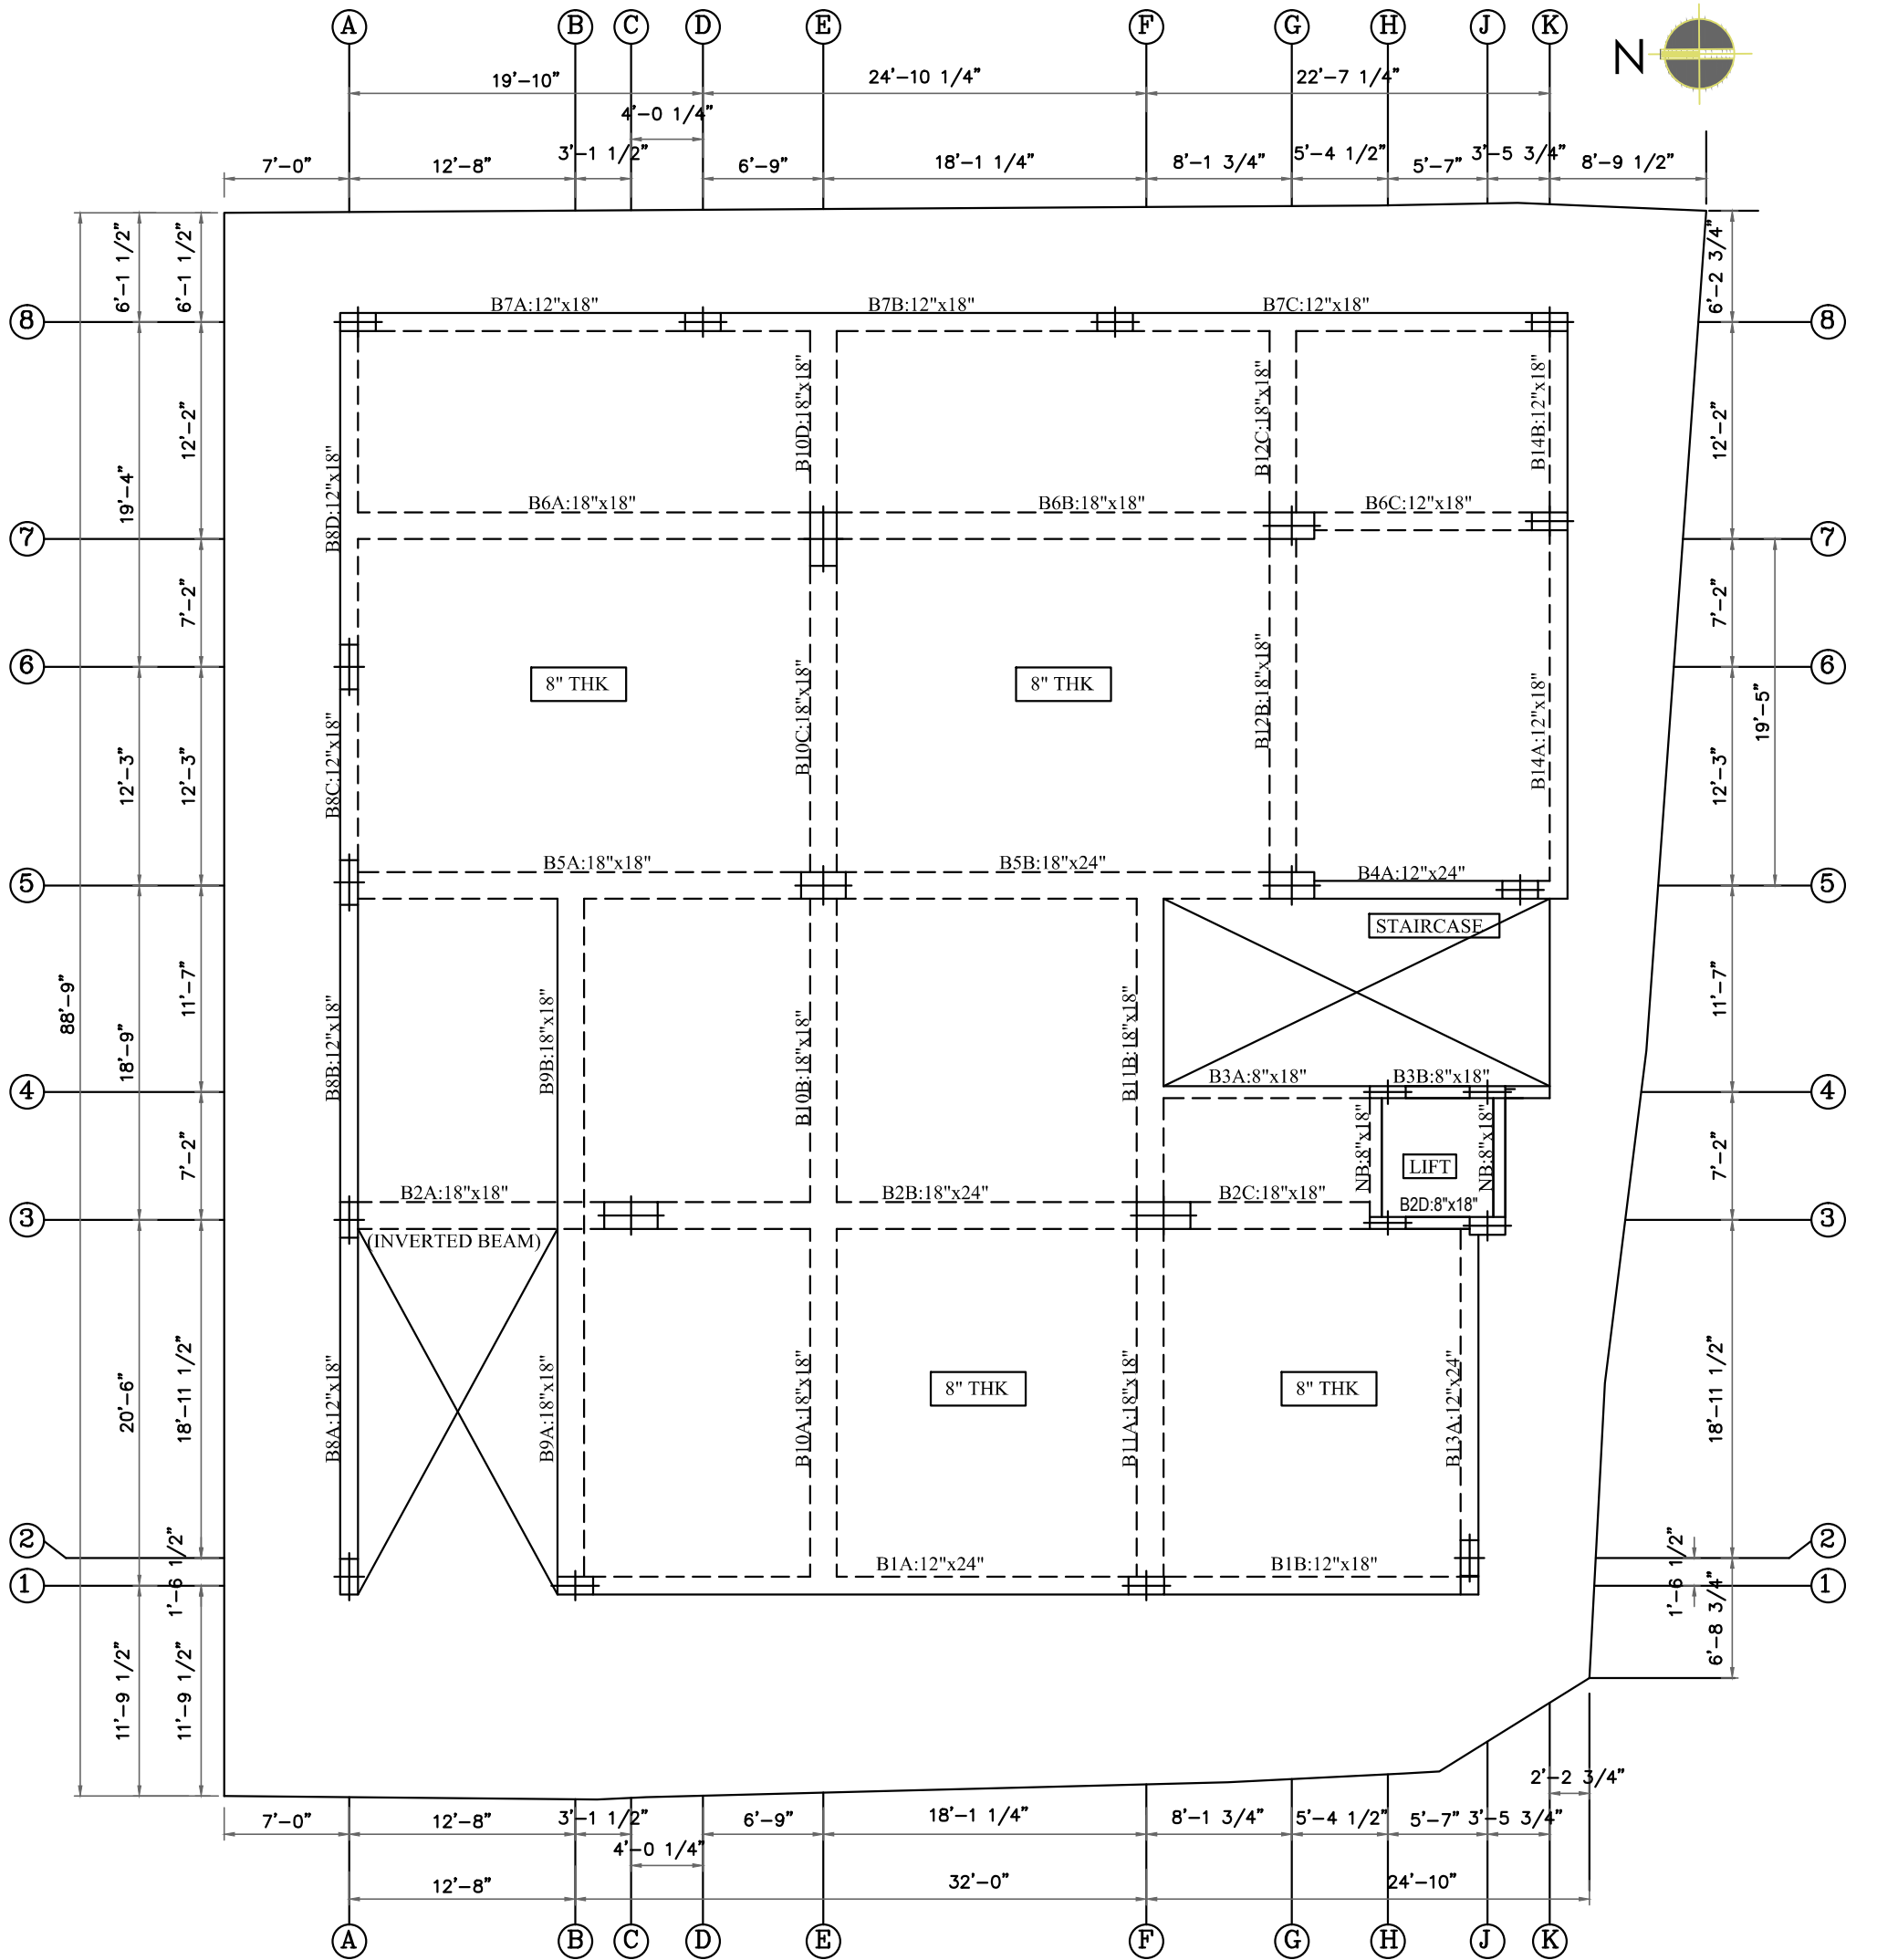 A B C D E F G H J K
N
19'-10" 24'-10 1/4" 22'-7 1/4"
4'-0 1/4"
7'-0" 12'-8" 3'-1 1/2" 6'-9" 18'-1 1/4" 8'-1 3/4" 5'-4 1/2" 5'-7" 3'-5 3/4" 8'-9 1/2"
6'-1 1/2" 6'-1 1/2" 6'-2 3/4"
B7A:12"x18" B7B:12"x18" B7C:12"x18"
8 8
12'-2" 19'-4" 12'-2"
B8D:12"x18" B10D:18"x18" B12C:18"x18" B14B:12"x18"
B6A:18"x18" B6B:18"x18" B6C:12"x18"
7 7
7'-2" 7'-2"
6 6
8" THK 8" THK
12'-3" 12'-3" 12'-3" 19'-5"
B8C:12"x18" B10C:18"x18" B12B:18"x18" B14A:12"x18"
B5A:18"x18" B5B:18"x24" B4A:12"x24"
5 5
STAIRCASE
88'-9" 18'-9" 11'-7" 11'-7"
B8B:12"x18" B9B:18"x18" B10B:18"x18" B11B:18"x18"
B3A:8"x18" B3B:8"x18"
4 4
7'-2" 7'-2"
NB:8"x18" LIFT NB:8"x18"
B2A:18"x18" B2B:18"x24" B2C:18"x18" B2D:8"x18"
3 3
(INVERTED BEAM)
20'-6" 18'-11 1/2" 18'-11 1/2"
B8A:12"x18" B9A:18"x18" B10A:18"x18" B11A:18"x18" B13A:12"x24"
8" THK 8" THK
2 2
1'-6 1/2" 1'-6 1/2"
B1A:12"x24" B1B:12"x18"
1 1
11'-9 1/2" 11'-9 1/2" 6'-8 3/4"
2'-2 3/4"
7'-0" 12'-8" 3'-1 1/2" 6'-9" 18'-1 1/4" 8'-1 3/4" 5'-4 1/2" 5'-7" 3'-5 3/4"
4'-0 1/4"
12'-8" 32'-0" 24'-10"
A B C D E F G H J K